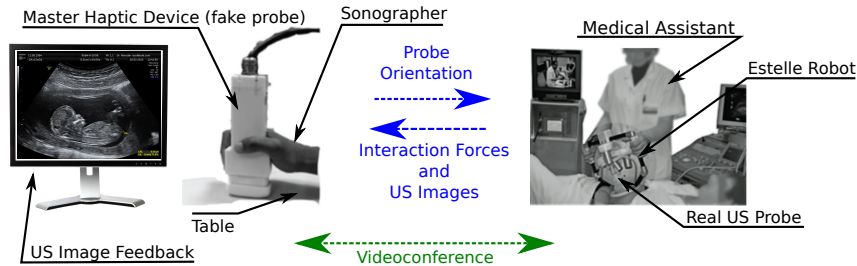 Master Haptic Device (fake probe)
Sonographer
Probe
Orientation
Medical Assistant
Estelle Robot
Interaction Forces
and
US Images
Real US Probe
Table
US Image Feedback
Videoconference